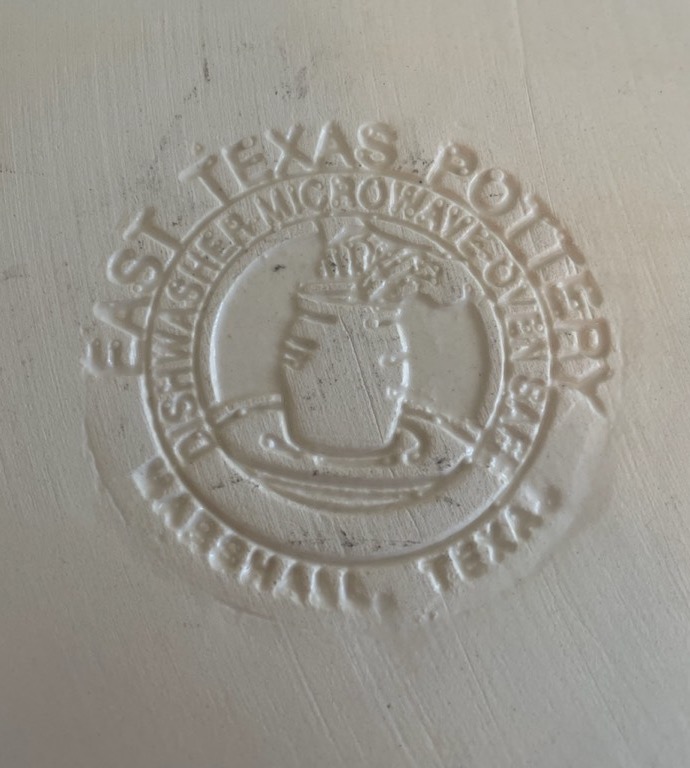 EAST TEXAS POTTERY
DISHWASHER MICROWAVE OVEN SAFE
MARSHALL, TEXAS